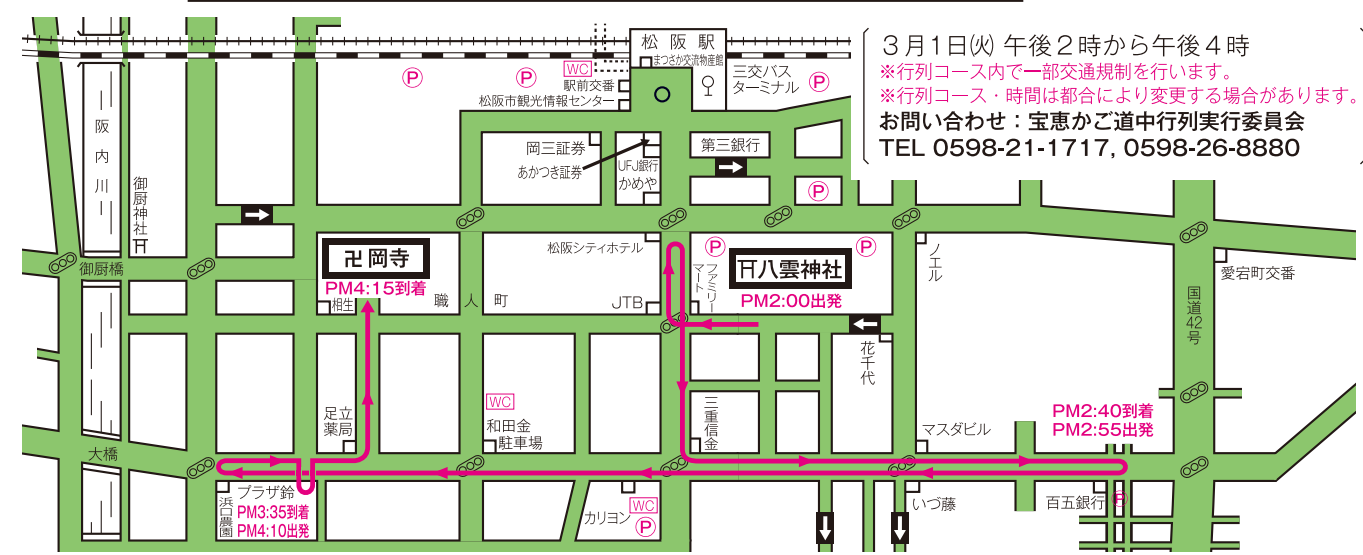 松阪駅
まつさか交流物産館
三交バス
ターミナル
WC
駅前交番
松阪市観光情報センター
P
P
P
3月1日㈫ 午後2時から午後4時
※行列コース内で一部交通規制を行います。
※行列コース・時間は都合により変更する場合があります。
お問い合わせ：宝恵かご道中行列実行委員会
TEL 0598-21-1717, 0598-26-8880
阪内川
御厨神社
岡三証券
あかつき証券
UFJ銀行
かめや
第三銀行
P
御厨橋
卍岡寺
PM4:15到着
相生
職人町
松阪シティホテル
JTB
ファミリー
マート
P
P
八雲神社
PM2:00出発
ノエル
愛宕町交番
国道42号
花千代
足立
薬局
WC
和田金
駐車場
三重信金
マスダビル
PM2:40到着
PM2:55出発
大橋
浜口農園
プラザ鈴
PM3:35到着
PM4:10出発
カリヨン
WC
P
いづ藤
百五銀行
P